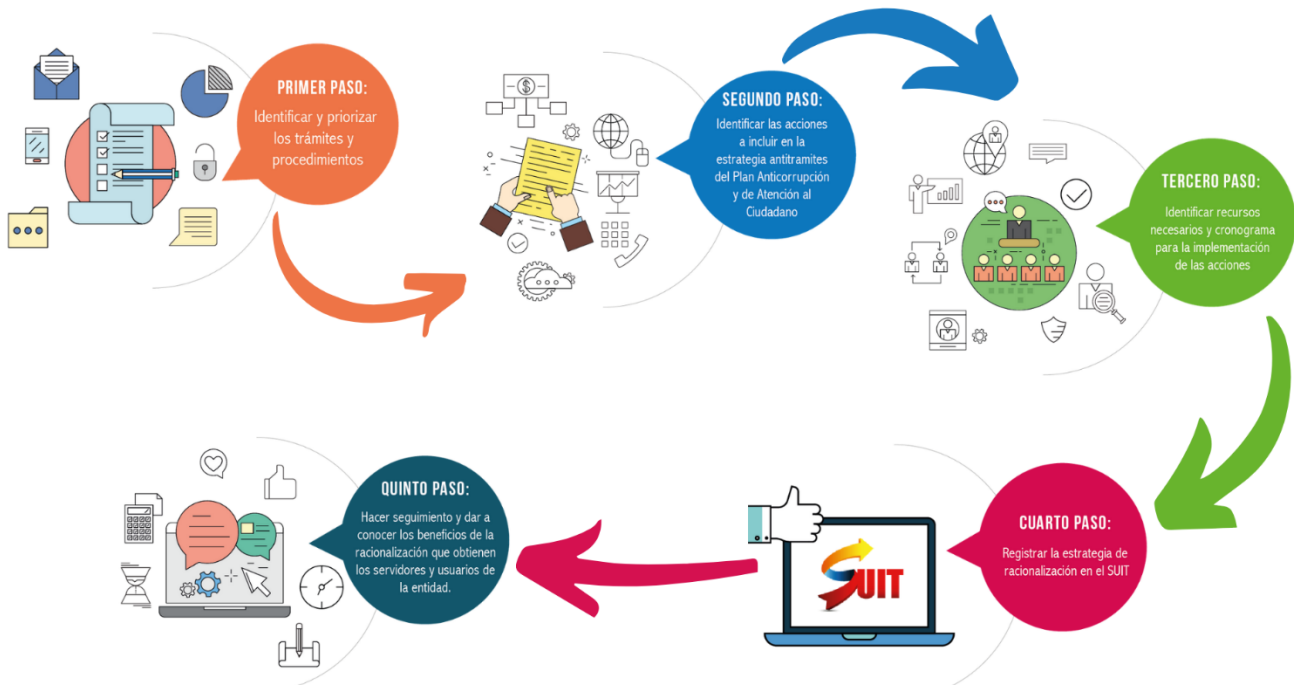 PRIMER PASO:
Identificar y priorizar
los trámites y
procedimientos
SEGUNDO PASO:
Identificar las acciones
a incluir en la
estrategia antitramites
del Plan Anticorrupción
y de Atención al
Ciudadano
TERCERO PASO:
Identificar recursos
necesarios y cronograma
para la implementación
de las acciones
CUARTO PASO:
Registrar la estrategia de
racionalización en el SUIT
SUIT
QUINTO PASO:
Hacer seguimiento y dar a
conocer los beneficios de la
racionalización que obtienen
los servidores y usuarios de
la entidad.